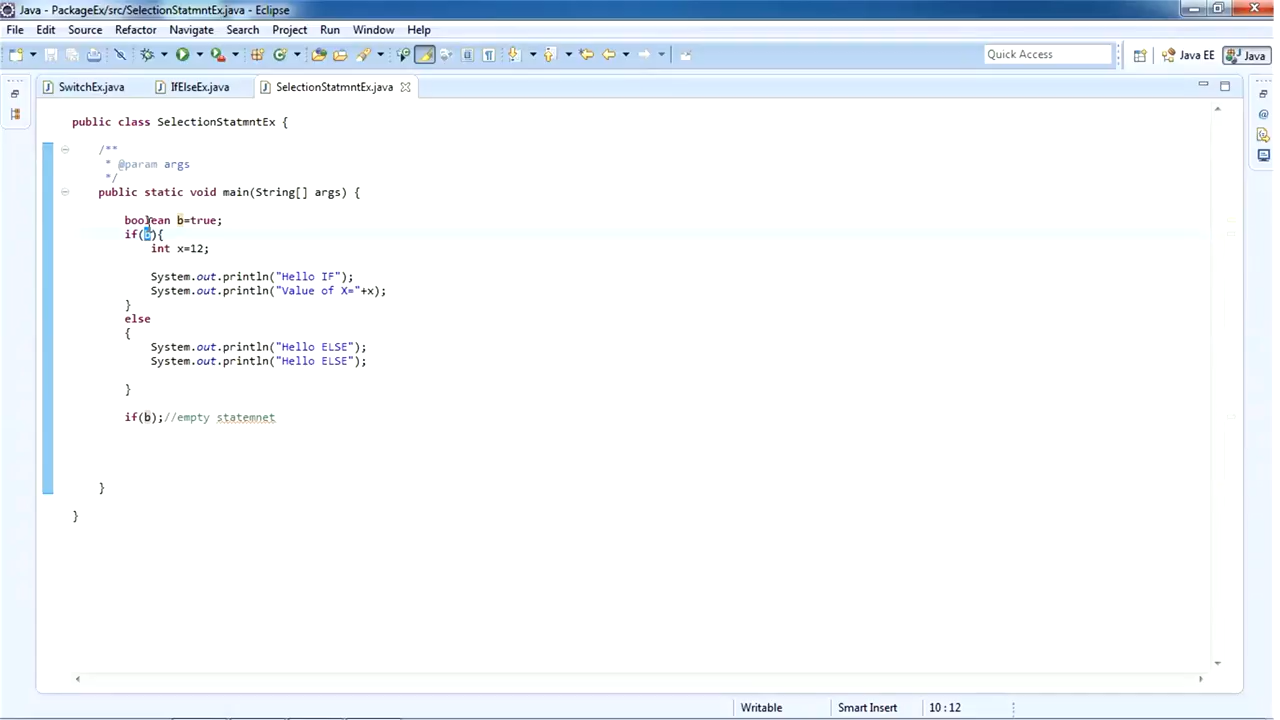 Java - PackageEx/src/SelectionStatmntEx.java - Eclipse
File Edit Source Refactor Navigate Search Project Run Window Help
Quick Access Java EE Java
SwitchEx.java IfElseEx.java SelectionStatmntEx.java
public class SelectionStatmntEx {
/**
* @param args
*/
public static void main(String[] args) {
boolean b=true;
if(b){
int x=12;
System.out.println("Hello IF");
System.out.println("Value of X="+x);
}
else
{
System.out.println("Hello ELSE");
System.out.println("Hello ELSE");
}
if(b);//empty statemnet
}
}
Writable Smart Insert 10 : 12